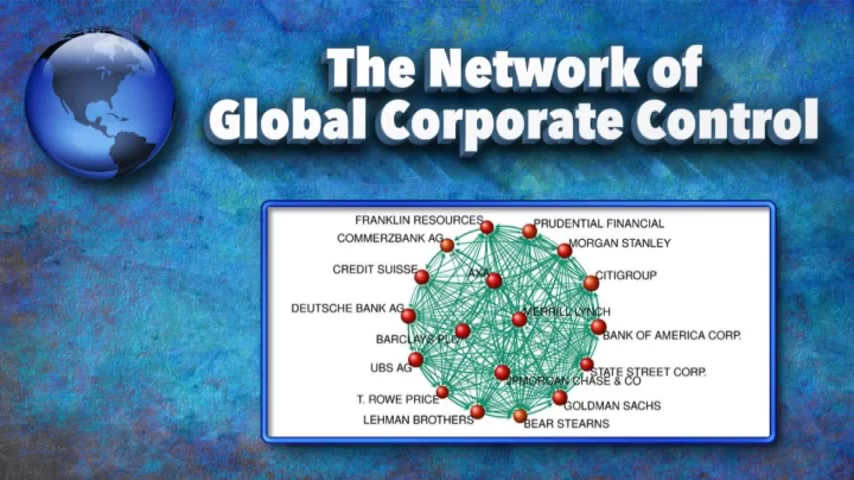 The Network of
Global Corporate Control
FRANKLIN RESOURCES
PRUDENTIAL FINANCIAL
COMMERZBANK AG
MORGAN STANLEY
CREDIT SUISSE
AXA
CITIGROUP
DEUTSCHE BANK AG
MERRILL LYNCH
BARCLAYS PLC
BANK OF AMERICA CORP.
UBS AG
STATE STREET CORP.
JPMORGAN CHASE & CO
T. ROWE PRICE
GOLDMAN SACHS
LEHMAN BROTHERS
BEAR STEARNS